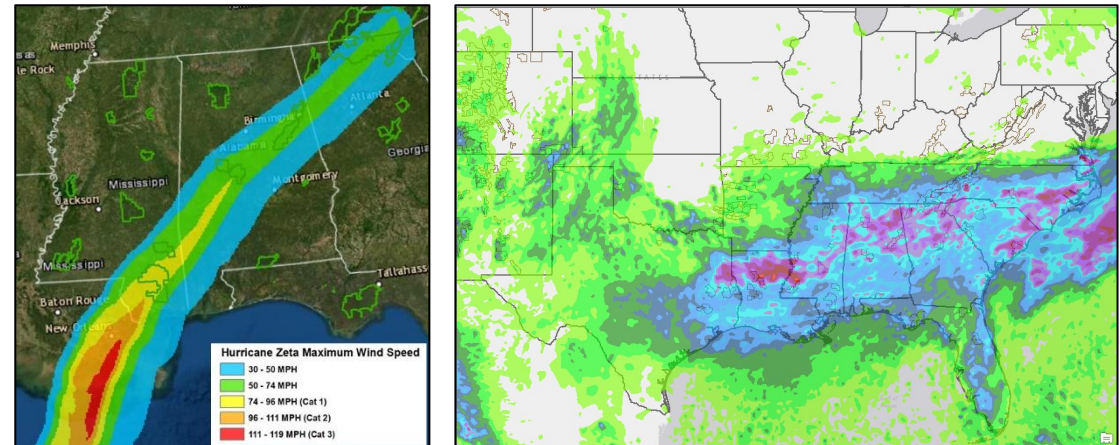 Memphis
le Rock
Atlanta
Birmingham
Alabama
Georgia
Mississippi
Montgomery
Jackson
Mississippi
Tallahass
Baton Rouge
New Orleans
Hurricane Zeta Maximum Wind Speed
30 - 50 MPH
50 - 74 MPH
74 - 96 MPH (Cat 1)
96 - 111 MPH (Cat 2)
111 - 119 MPH (Cat 3)